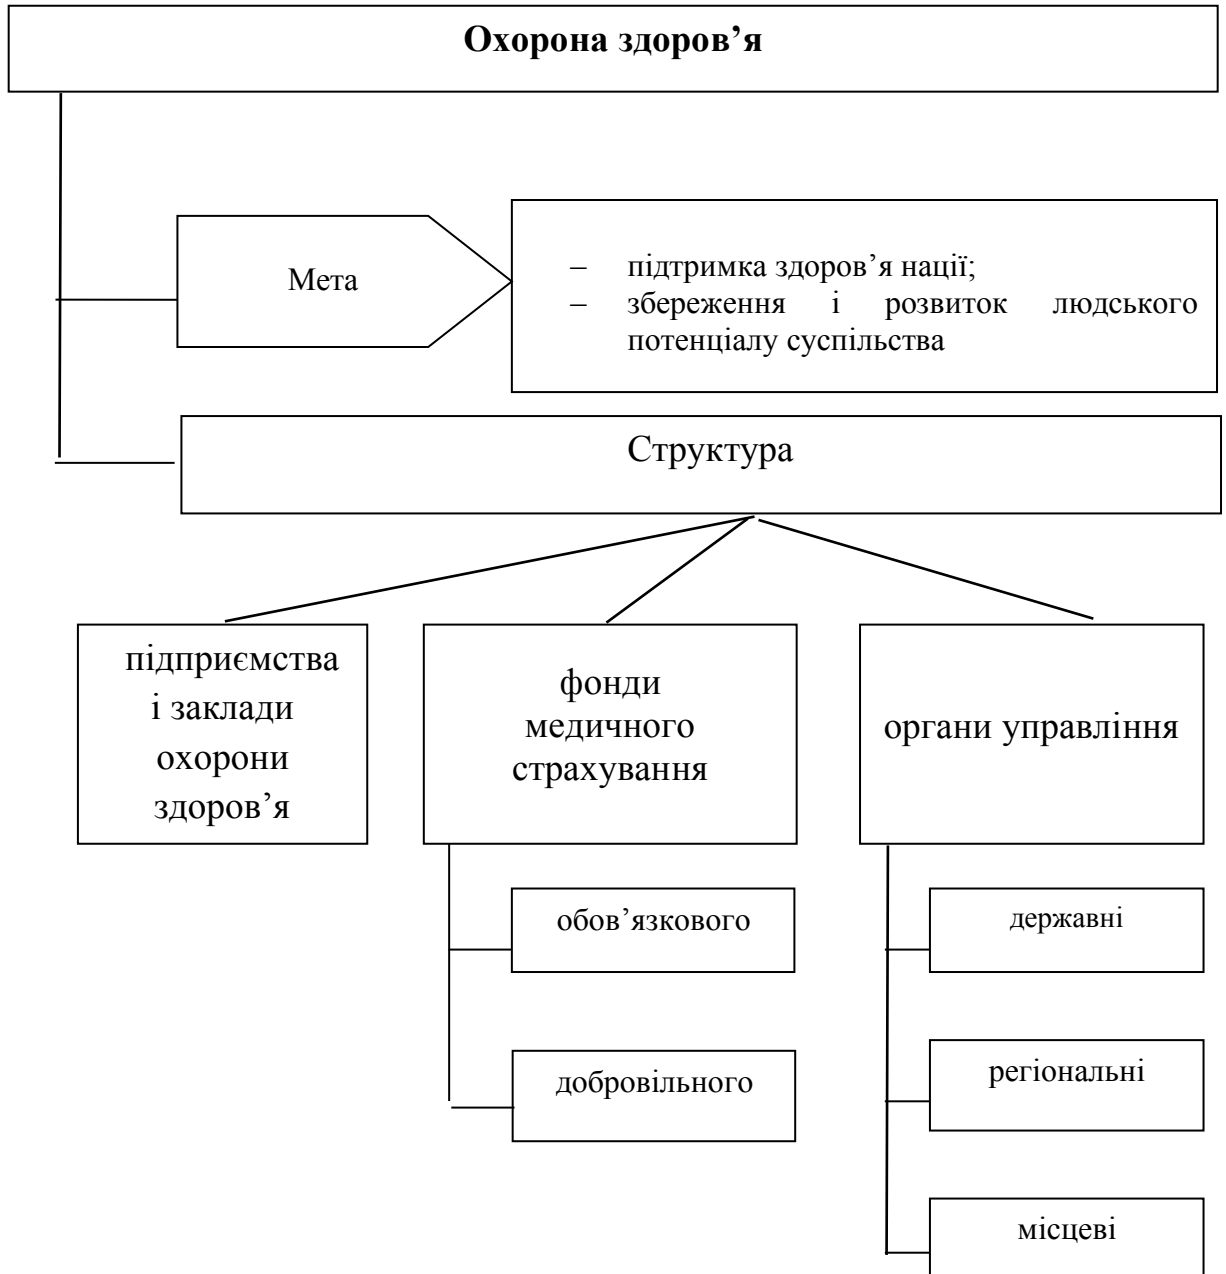 Охорона здоров’я
Мета
– підтримка здоров’я нації;
– збереження і розвиток людського
потенціалу суспільства
Структура
підприємства
і заклади
охорони
здоров’я
фонди
медичного
страхування
органи управління
обов’язкового
державні
добровільного
регіональні
місцеві